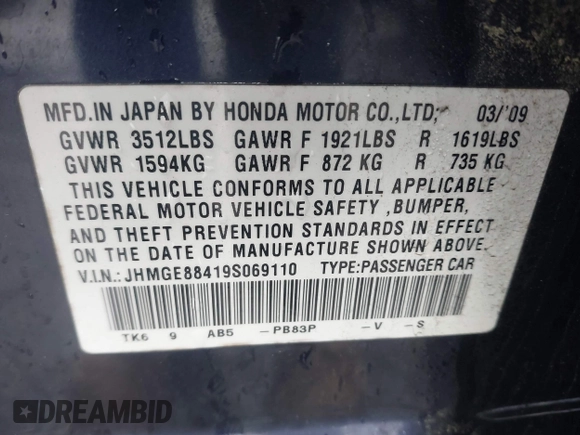 MFD.IN JAPAN BY HONDA MOTOR CO.,LTD; 03/'09
GVWR 3512LBS GAWR F 1921LBS R 1619LBS
GVWR 1594KG GAWR F 872 KG R 735 KG
THIS VEHICLE CONFORMS TO ALL APPLICABLE
FEDERAL MOTOR VEHICLE SAFETY ,BUMPER,
AND THEFT PREVENTION STANDARDS IN EFFECT
ON THE DATE OF MANUFACTURE SHOWN ABOVE.
V.I.N.: JHMGE88419S069110 TYPE:PASSENGER CAR
TK6 9 AB5 -PB83P -V -S
DREAMBID